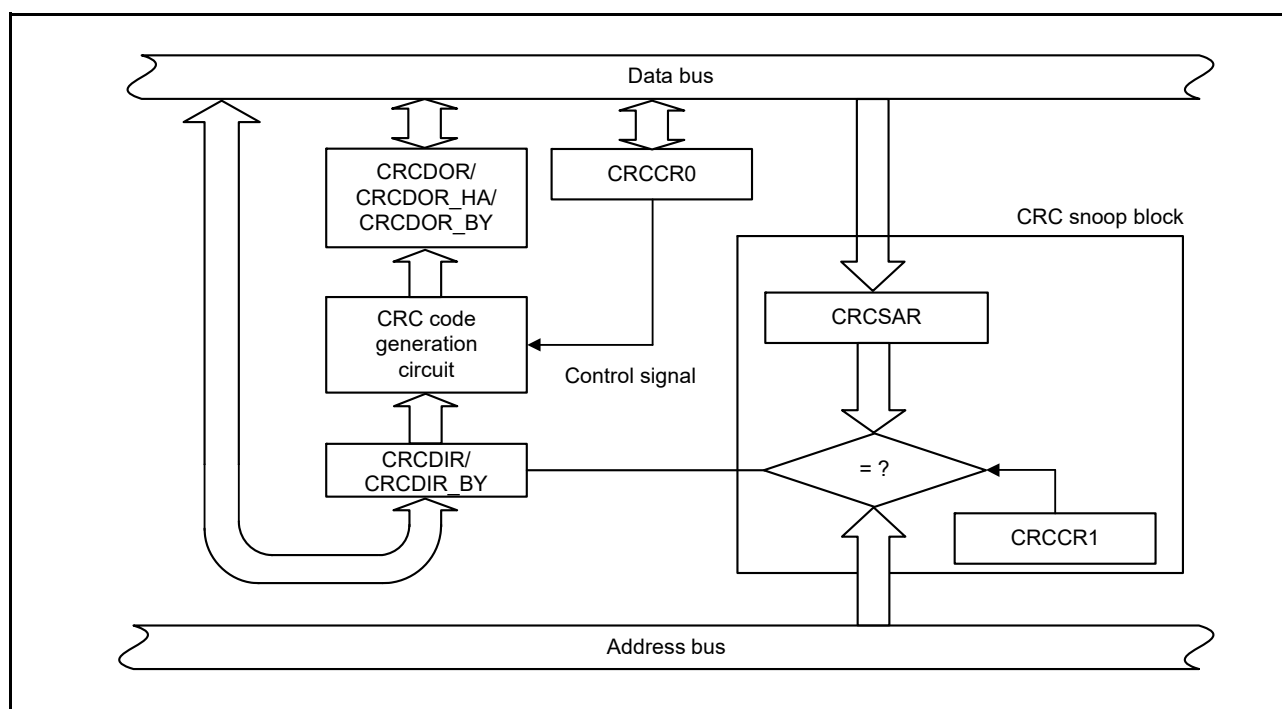 Data bus
CRCDOR/
CRCDOR_HA/
CRCDOR_BY
CRCCR0
CRC snoop block
CRCSAR
CRC code
generation
circuit
Control signal
CRCDIR/
CRCDIR_BY
= ?
CRCCR1
Address bus